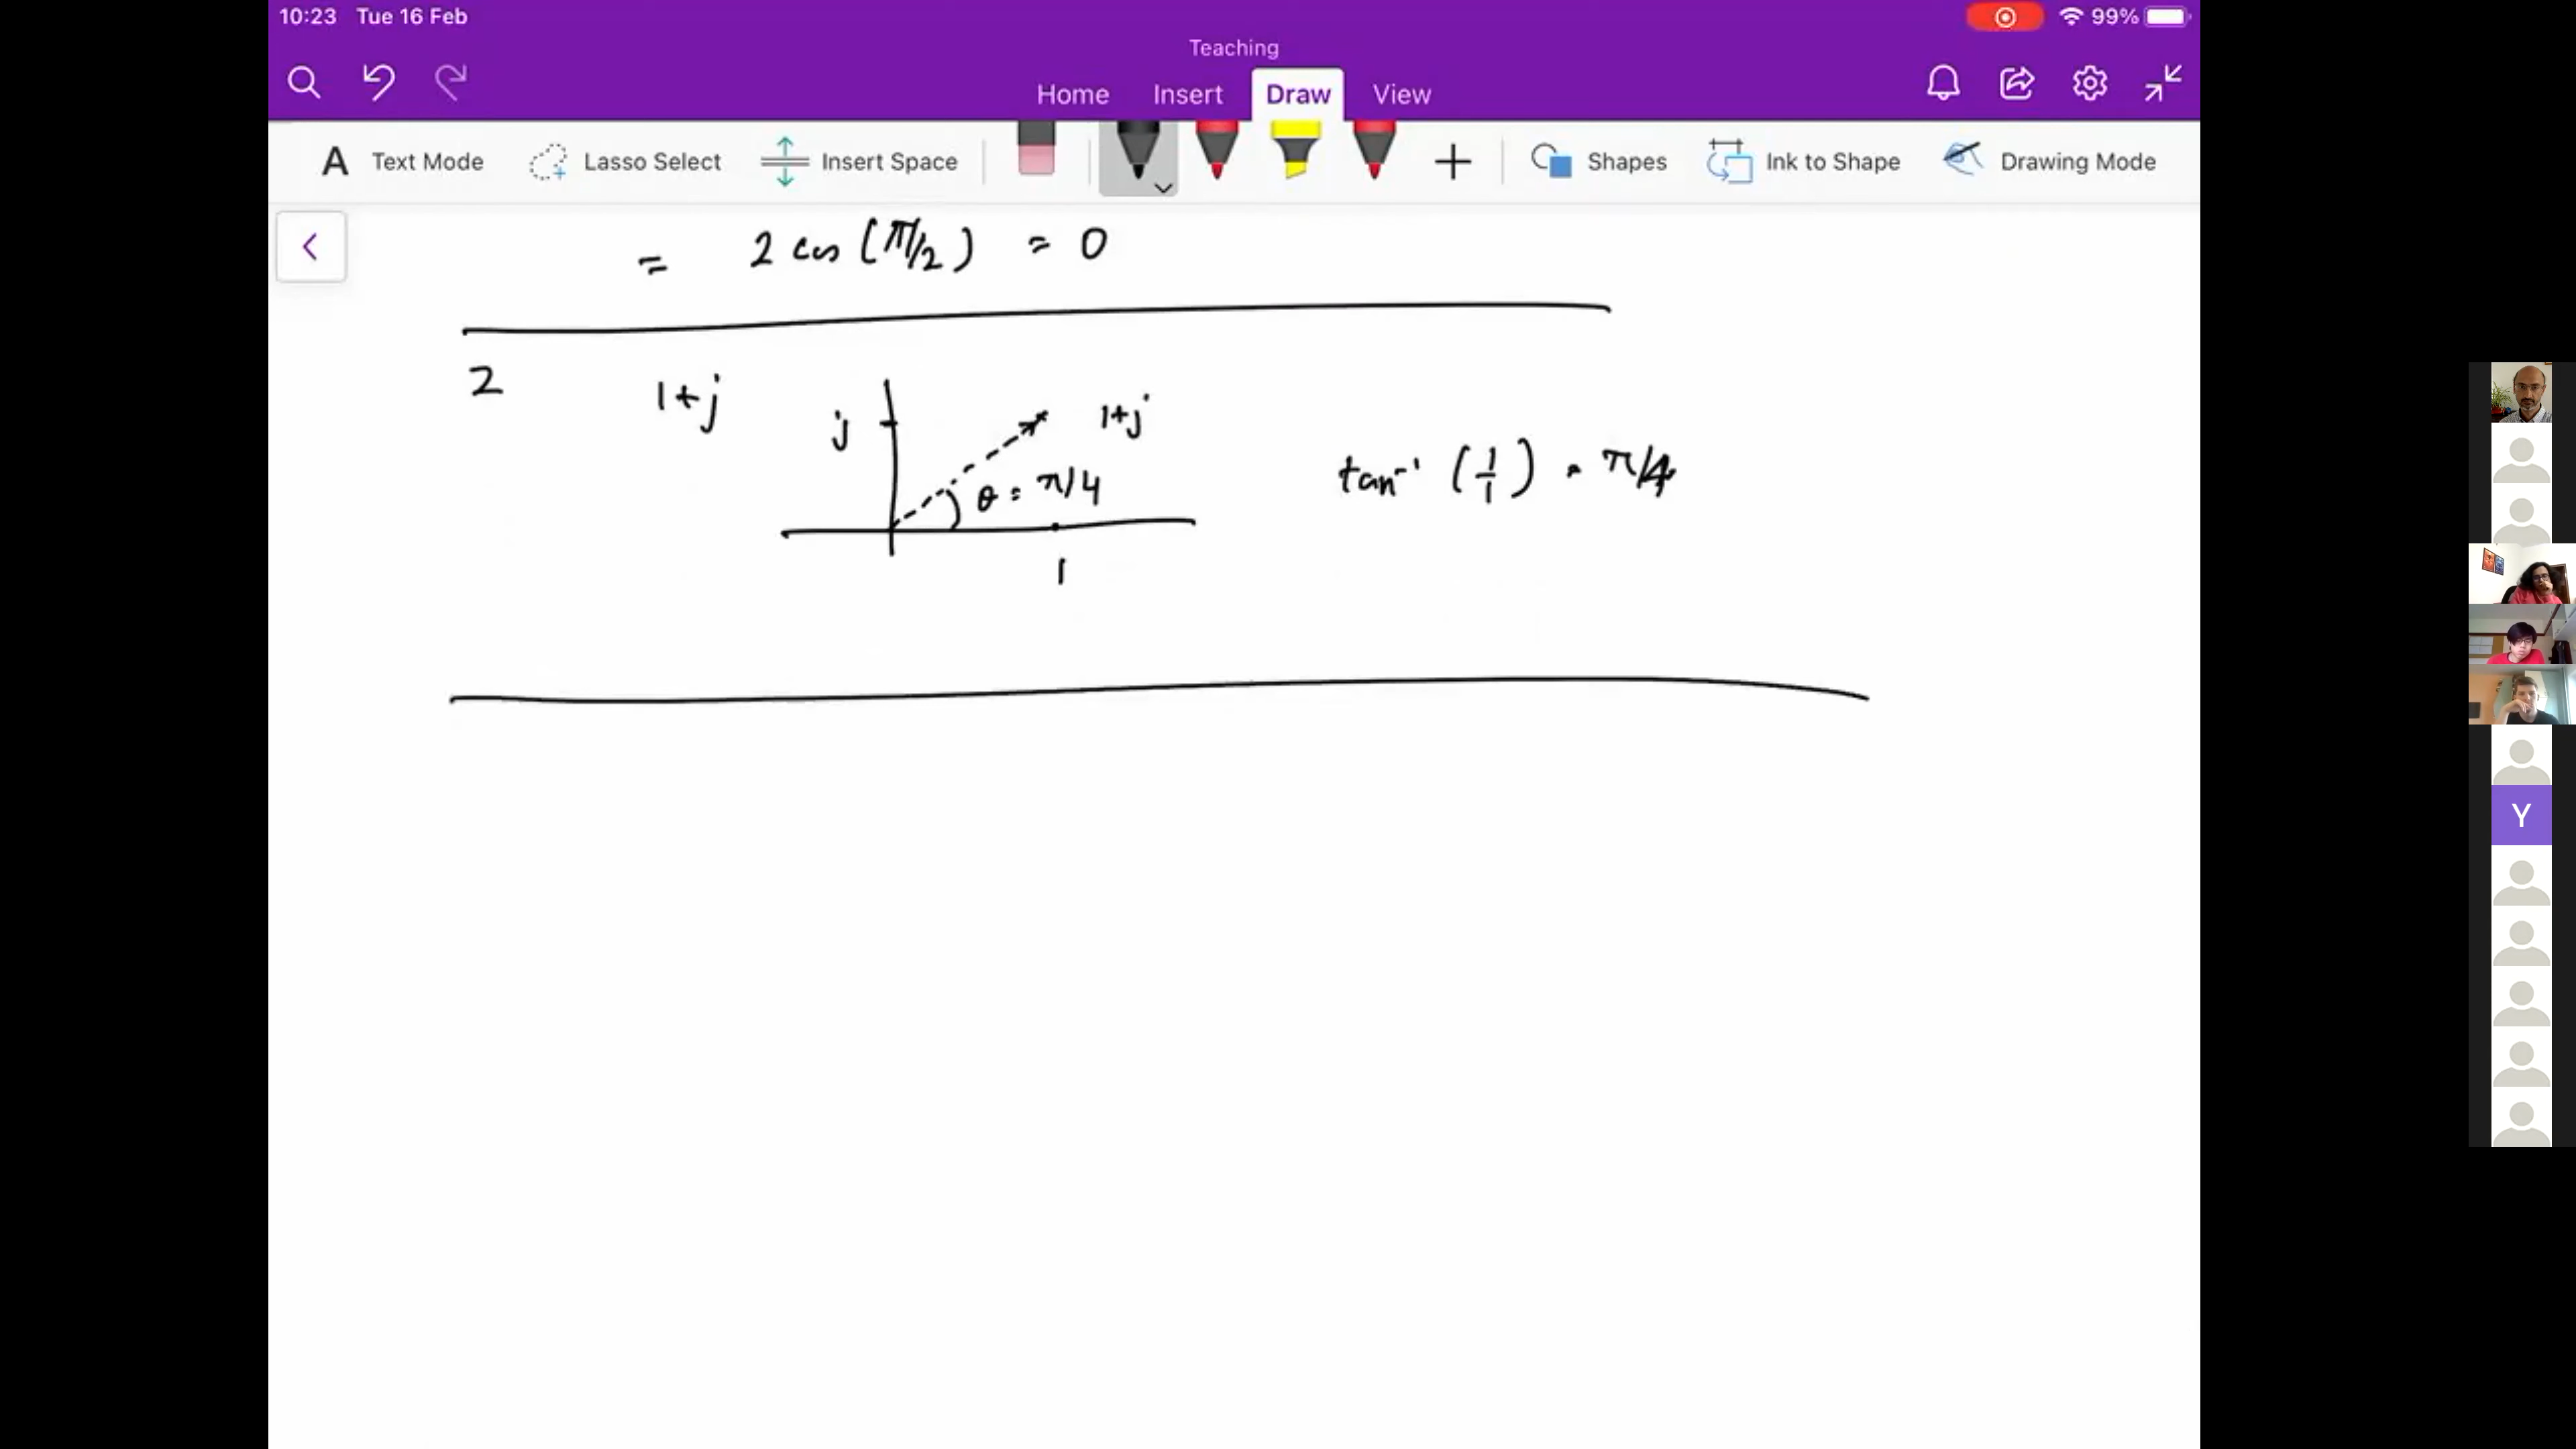 10:23 Tue 16 Feb
99%
Teaching
Home Insert Draw View
A Text Mode Lasso Select Insert Space Shapes Ink to Shape Drawing Mode
= 2 cos (π/2) = 0
2 1+j
j 1+j
θ = π/4
tan⁻¹ (1/1) = π/4
1
Y